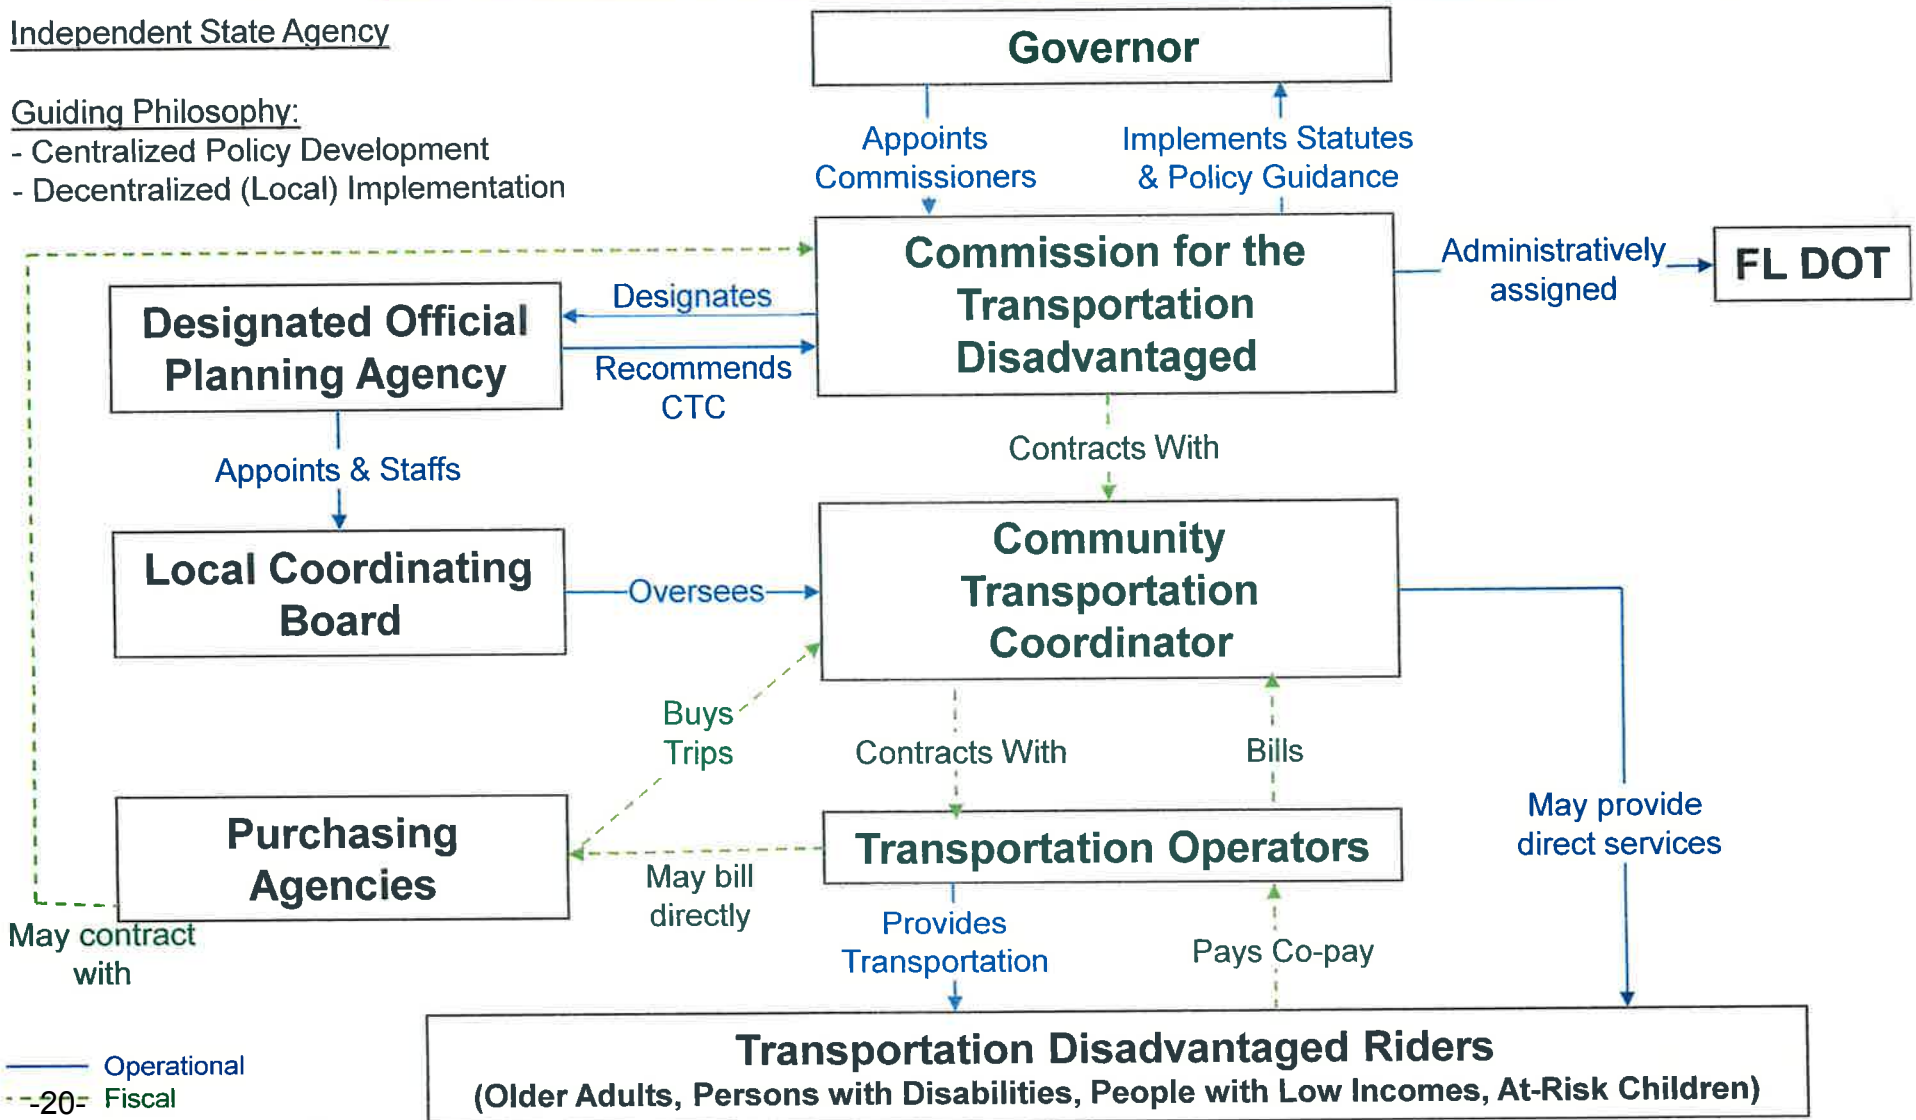 Independent State Agency
Guiding Philosophy:
- Centralized Policy Development
- Decentralized (Local) Implementation
Governor
Appoints
Commissioners
Implements Statutes
& Policy Guidance
Commission for the
Transportation
Disadvantaged
Administratively
assigned
FL DOT
Designates
Recommends
CTC
Designated Official
Planning Agency
Appoints & Staffs
Contracts With
Local Coordinating
Board
Oversees
Community
Transportation
Coordinator
Buys
Trips
Contracts With
Bills
May provide
direct services
Purchasing
Agencies
May bill
directly
Transportation Operators
May contract
with
Provides
Transportation
Pays Co-pay
Transportation Disadvantaged Riders
(Older Adults, Persons with Disabilities, People with Low Incomes, At-Risk Children)
Operational
Fiscal
-20-